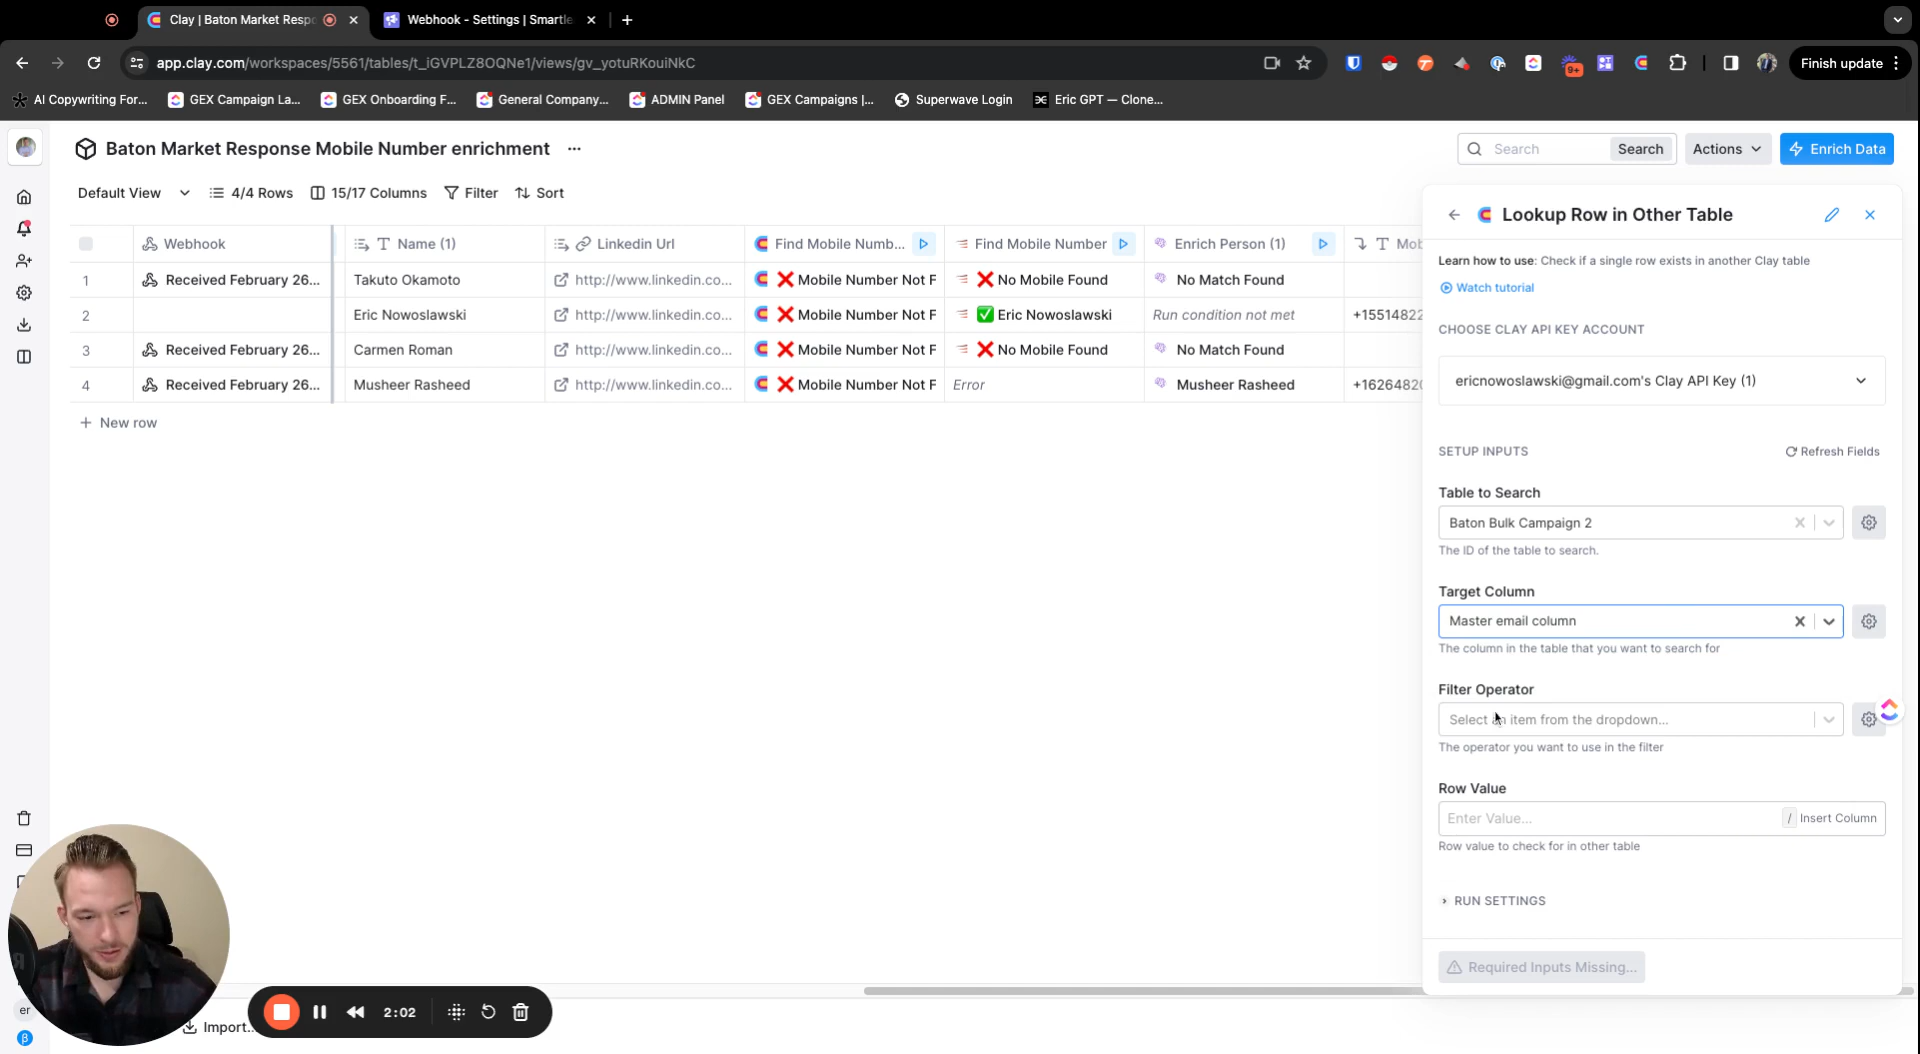 Clay | Baton Market Respo
Webhook - Settings | Smartle
app.clay.com/workspaces/5561/tables/t_iGVPLZ8OQNe1/views/gv_yotuRKouiNkC
9+
Finish update
AI Copywriting For...
GEX Campaign La...
GEX Onboarding F...
General Company...
ADMIN Panel
GEX Campaigns |...
Superwave Login
Eric GPT — Clone...
Baton Market Response Mobile Number enrichment
Search
Search
Actions
Enrich Data
Default View
4/4 Rows
15/17 Columns
Filter
Sort
Webhook
Name (1)
Linkedin Url
Find Mobile Numb...
Find Mobile Number
Enrich Person (1)
Mob
1
Received February 26...
Takuto Okamoto
http://www.linkedin.co...
Mobile Number Not F
No Mobile Found
No Match Found
2
Eric Nowoslawski
http://www.linkedin.co...
Mobile Number Not F
Eric Nowoslawski
Run condition not met
+15514822
3
Received February 26...
Carmen Roman
http://www.linkedin.co...
Mobile Number Not F
No Mobile Found
No Match Found
4
Received February 26...
Musheer Rasheed
http://www.linkedin.co...
Mobile Number Not F
Error
Musheer Rasheed
+1626482
+ New row
Lookup Row in Other Table
Learn how to use: Check if a single row exists in another Clay table
Watch tutorial
CHOOSE CLAY API KEY ACCOUNT
ericnowoslawski@gmail.com's Clay API Key (1)
SETUP INPUTS
Refresh Fields
Table to Search
Baton Bulk Campaign 2
The ID of the table to search.
Target Column
Master email column
The column in the table that you want to search for
Filter Operator
Select an item from the dropdown...
The operator you want to use in the filter
Row Value
Enter Value...
/ Insert Column
Row value to check for in other table
RUN SETTINGS
Required Inputs Missing...
2:02
er
β
Import...